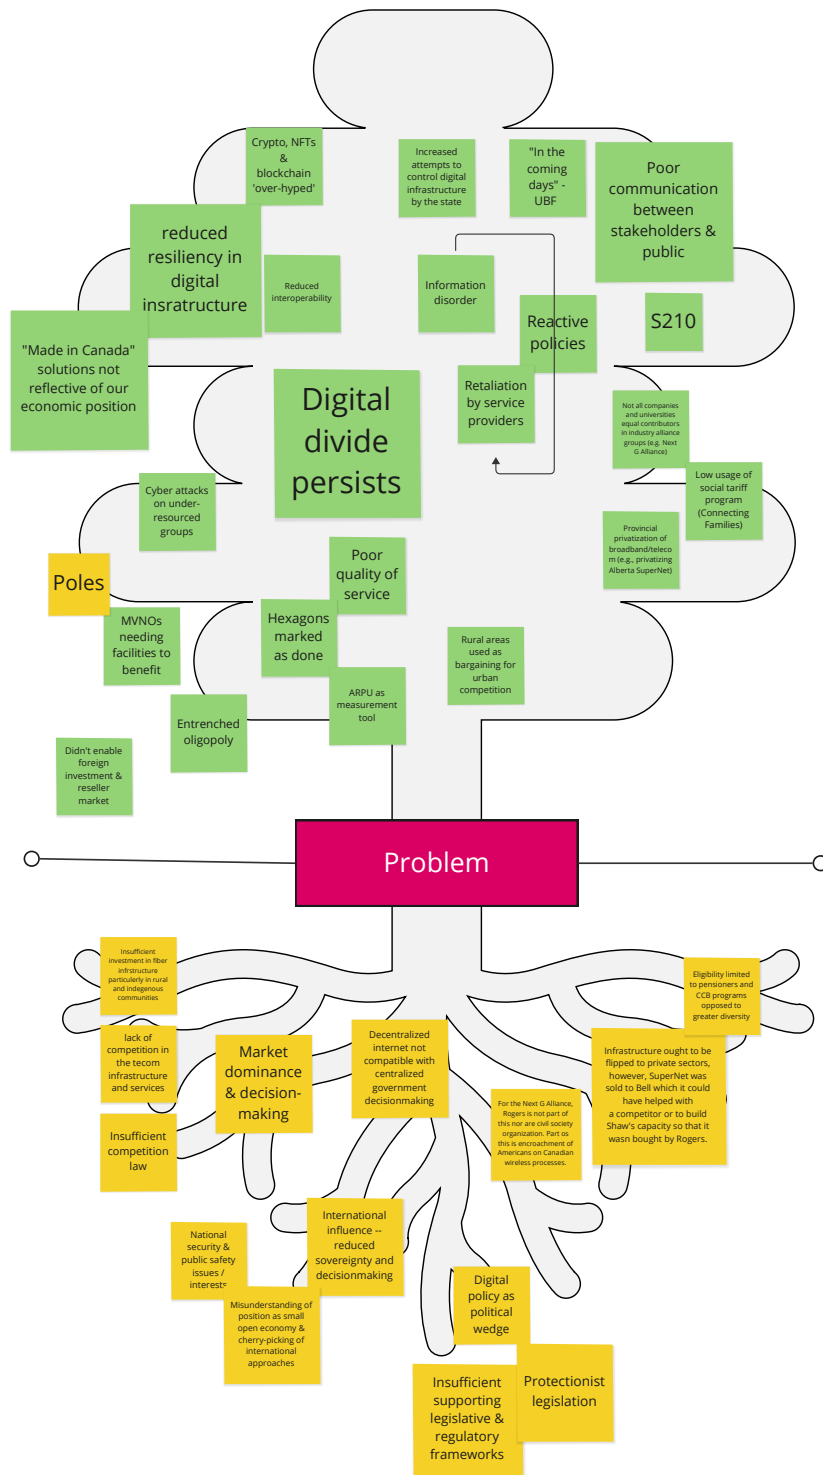 Crypto, NFTs
&
blockchain
'over-hyped'
Increased
attempts to
control digital
infrastructure
by the state
"In the
coming
days" -
UBF
Poor
communication
between
stakeholders &
public
reduced
resiliency in
digital
insratructure
Reduced
interoperability
Information
disorder
Reactive
policies
S210
"Made in Canada"
solutions not
reflective of our
economic position
Digital
divide
persists
Retaliation
by service
providers
Not all companies
and universities
equal contributors
in industry alliance
groups (e.g. Next
G Alliance)
Low usage of
social tariff
program
(Connecting
Families)
Cyber attacks
on under-
resourced
groups
Provincial
privatization of
broadband/teleco
m (e.g., privatizing
Alberta SuperNet)
Poles
Poor
quality of
service
MVNOs
needing
facilities to
benefit
Hexagons
marked
as done
Rural areas
used as
bargaining for
urban
competition
ARPU as
measurement
tool
Entrenched
oligopoly
Didn't enable
foreign
investment &
reseller
market
Problem
Insufficient
investment in fiber
infrstructure
particularly in rural
and indegenous
communities
Eligibility limited
to pensioners and
CCB programs
opposed to
greater diversity
lack of
competition in
the tecom
infrastructure
and services
Market
dominance
& decision-
making
Decentralized
internet not
compatible with
centralized
government
decisionmaking
Infrastructure ought to be
flipped to private sectors,
however, SuperNet was
sold to Bell which it could
have helped with
a competitor or to build
Shaw's capacity so that it
wasn bought by Rogers.
For the Next G Alliance,
Rogers is not part of
this nor are civil society
organization. Part os
this is encroachment of
Americans on Canadian
wireless processes.
Insufficient
competition
law
International
influence --
reduced
sovereignty and
decisionmaking
National
security &
public safety
issues /
interests
Misunderstanding of
position as small
open economy &
cherry-picking of
international
approaches
Digital
policy as
political
wedge
Protectionist
legislation
Insufficient
supporting
legislative &
regulatory
frameworks